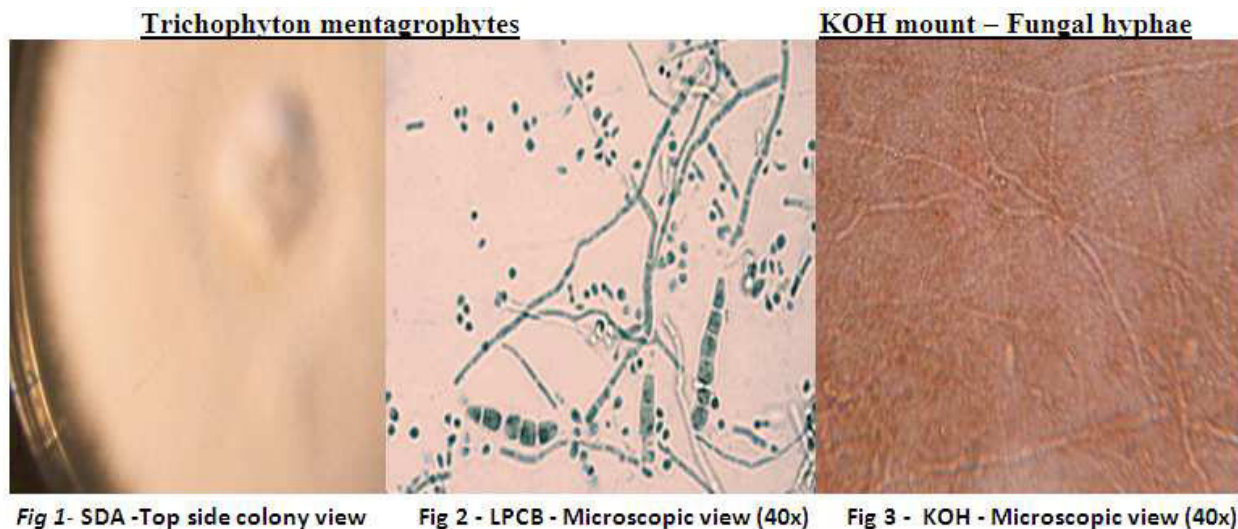 Trichophyton mentagrophytes
KOH mount – Fungal hyphae
Fig 1- SDA -Top side colony view
Fig 2 - LPCB - Microscopic view (40x)
Fig 3 - KOH - Microscopic view (40x)